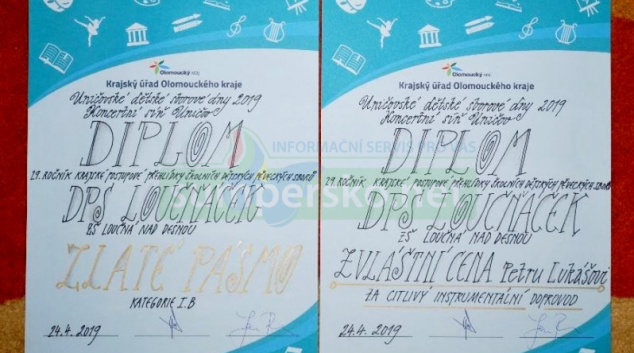 Olomoucký kraj
Krajský úřad Olomouckého kraje
Uničovské dětské sborové dny 2019
Koncertní síň Uničov
DIPLOM
29. ROČNÍK KRAJSKÉ POSTUPOVÉ PŘEHLÍDKY ŠKOLNÍCH DĚTSKÝCH PĚVECKÝCH SBORŮ
DPS LOUČŇÁČEK
ZŠ LOUČNÁ NAD DESNOU
ZLATÉ PÁSMO
KATEGORIE I.B
24.4. 2019
Olomoucký kraj
Krajský úřad Olomouckého kraje
Uničovské dětské sborové dny 2019
Koncertní síň Uničov
DIPLOM
29. ROČNÍK KRAJSKÉ POSTUPOVÉ PŘEHLÍDKY ŠKOLNÍCH DĚTSKÝCH PĚVECKÝCH SBORŮ
DPS LOUČŇÁČEK
ZŠ LOUČNÁ NAD DESNOU
ZVLÁŠTNÍ CENA Petru Lukášovi
ZA CITLIVÝ INSTRUMENTÁLNÍ DOPROVOD
24.4. 2019
INFORMAČNÍ SERVIS PRO VÁS